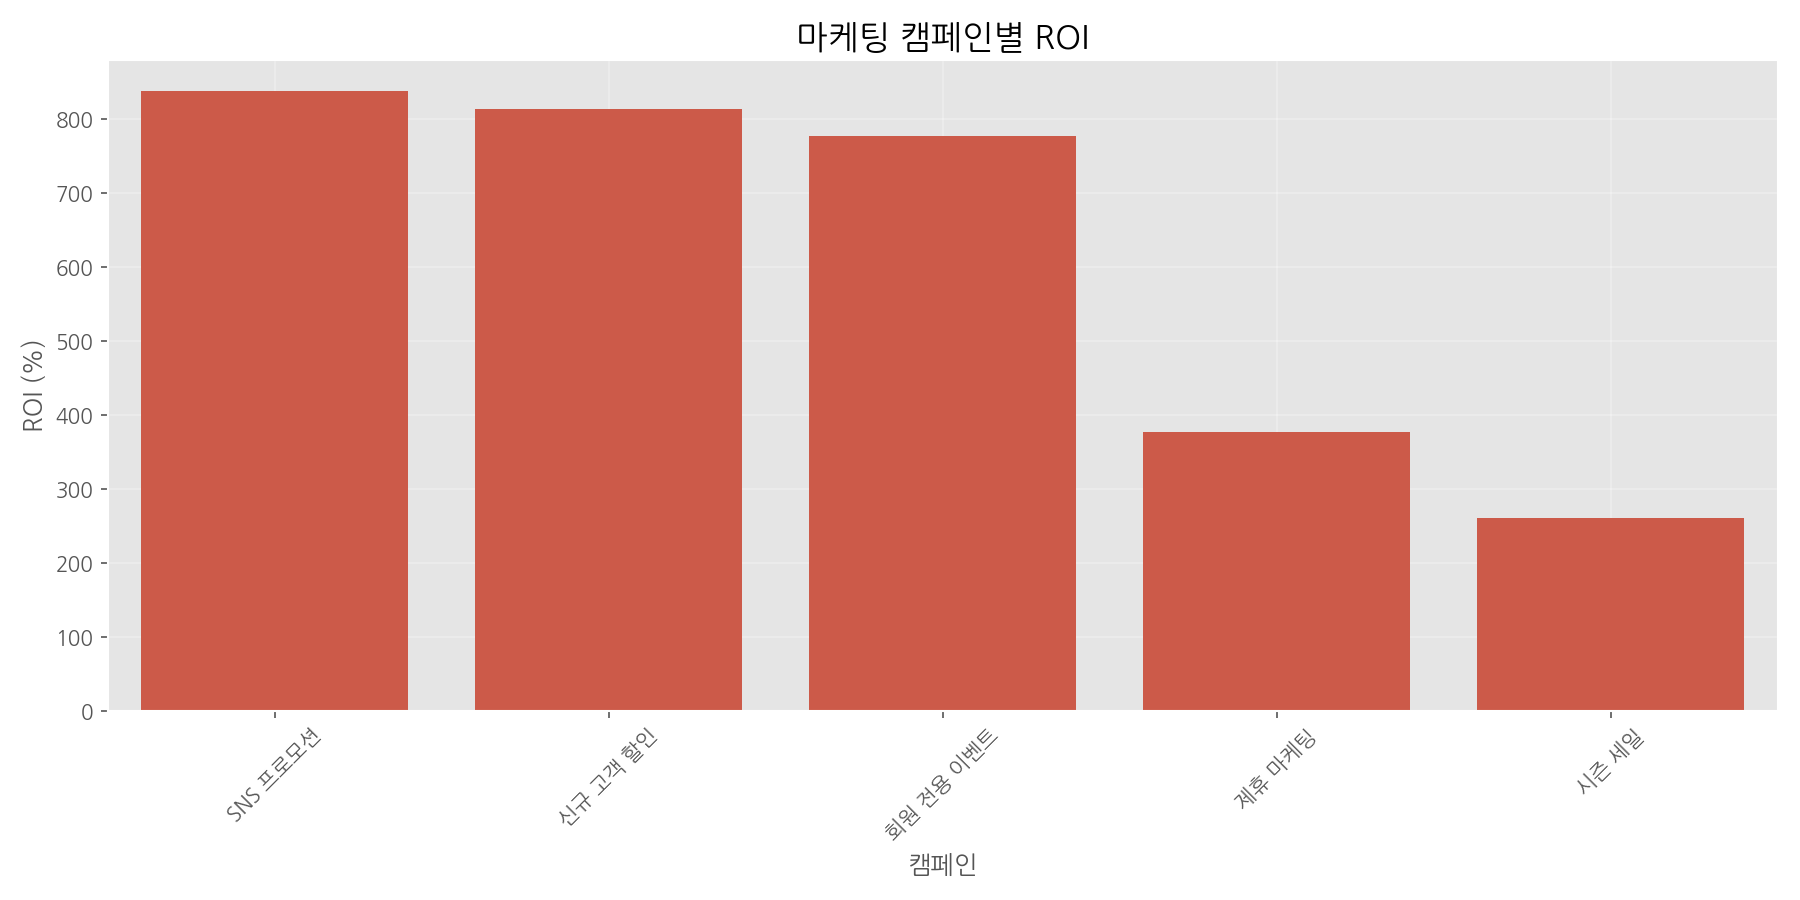 마케팅 캠페인별 ROI
ROI (%)
800
700
600
500
400
300
200
100
0
SNS 프로모션
신규 고객 할인
회원 전용 이벤트
제휴 마케팅
시즌 세일
캠페인